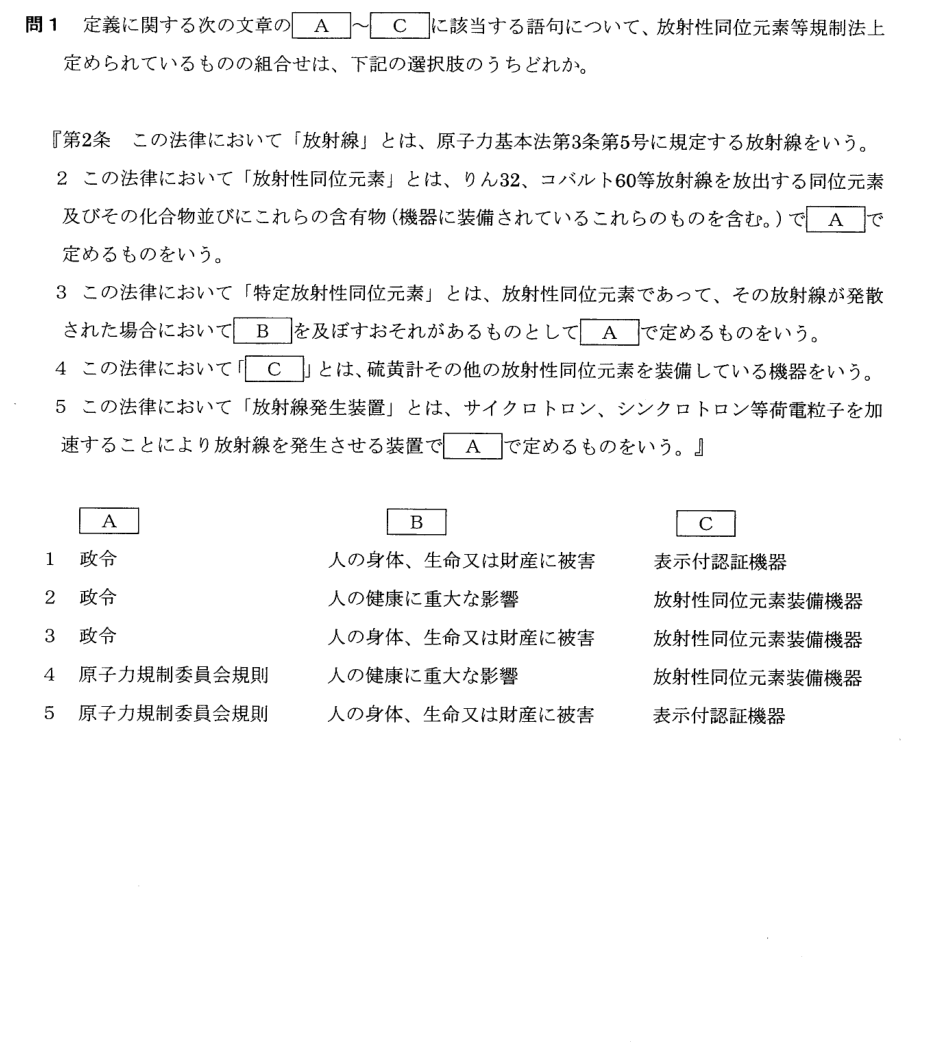 問1 定義に関する次の文章の A ~ C に該当する語句について、放射性同位元素等規制法上
定められているものの組合せは、下記の選択肢のうちどれか。
『第2条 この法律において「放射線」とは、原子力基本法第3条第5号に規定する放射線をいう。
2 この法律において「放射性同位元素」とは、りん32、コバルト60等放射線を放出する同位元素
及びその化合物並びにこれらの含有物(機器に装備されているこれらのものを含む。)で A で
定めるものをいう。
3 この法律において「特定放射性同位元素」とは、放射性同位元素であって、その放射線が発散
された場合において B を及ぼすおそれがあるものとして A で定めるものをいう。
4 この法律において「 C 」とは、硫黄計その他の放射性同位元素を装備している機器をいう。
5 この法律において「放射線発生装置」とは、サイクロトロン、シンクロトロン等荷電粒子を加
速することにより放射線を発生させる装置で A で定めるものをいう。』
A B C
1 政令 人の身体、生命又は財産に被害 表示付認証機器
2 政令 人の健康に重大な影響 放射性同位元素装備機器
3 政令 人の身体、生命又は財産に被害 放射性同位元素装備機器
4 原子力規制委員会規則 人の健康に重大な影響 放射性同位元素装備機器
5 原子力規制委員会規則 人の身体、生命又は財産に被害 表示付認証機器